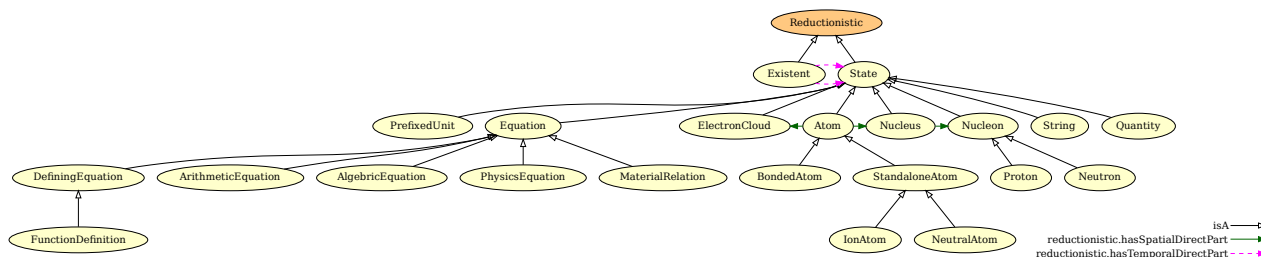 Reductionistic
Existent
State
PrefixedUnit
Equation
ElectronCloud
Atom
Nucleus
Nucleon
String
Quantity
DefiningEquation
ArithmeticEquation
AlgebricEquation
PhysicsEquation
MaterialRelation
BondedAtom
StandaloneAtom
Proton
Neutron
FunctionDefinition
IonAtom
NeutralAtom
isA
reductionistic.hasSpatialDirectPart
reductionistic.hasTemporalDirectPart